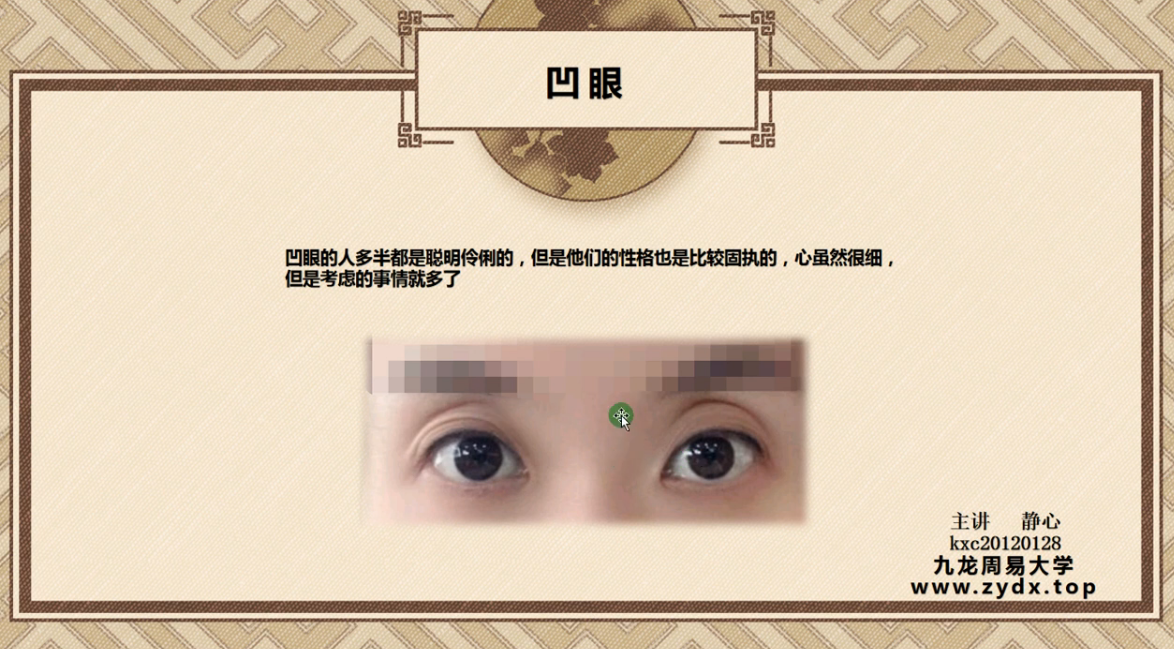 凹眼
凹眼的人多半都是聪明伶俐的，但是他们的性格也是比较固执的，心虽然很细，
但是考虑的事情就多了
主讲 静心
kxc20120128
九龙周易大学
www.zydx.top